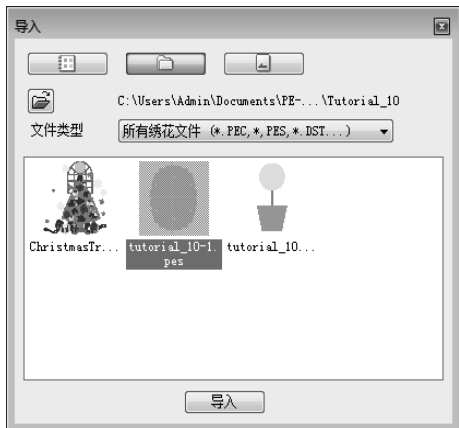 导入
C:\Users\Admin\Documents\PE-...\Tutorial_10
文件类型
所有绣花文件 (*.PEC,*,PES,*.DST...)
ChristmasTr... tutorial_10-1.pes tutorial_10...
导入